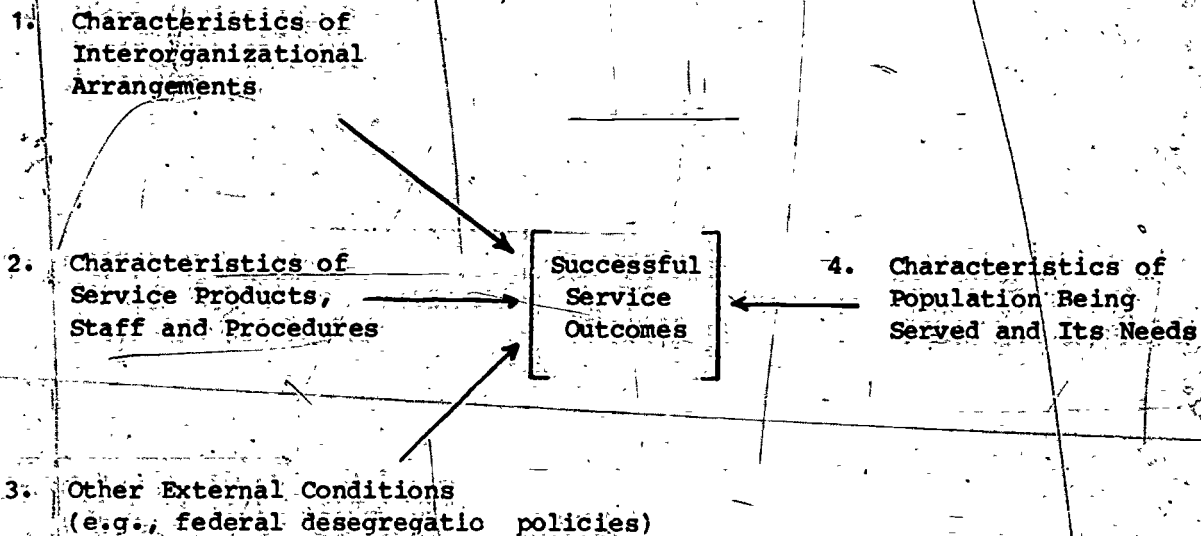 1. Characteristics of
Interorganizational
Arrangements
2. Characteristics of
Service Products,
Staff and Procedures
Successful
Service
Outcomes
4. Characteristics of
Population Being
Served and Its Needs
3. Other External Conditions
(e.g., federal desegregatio policies)